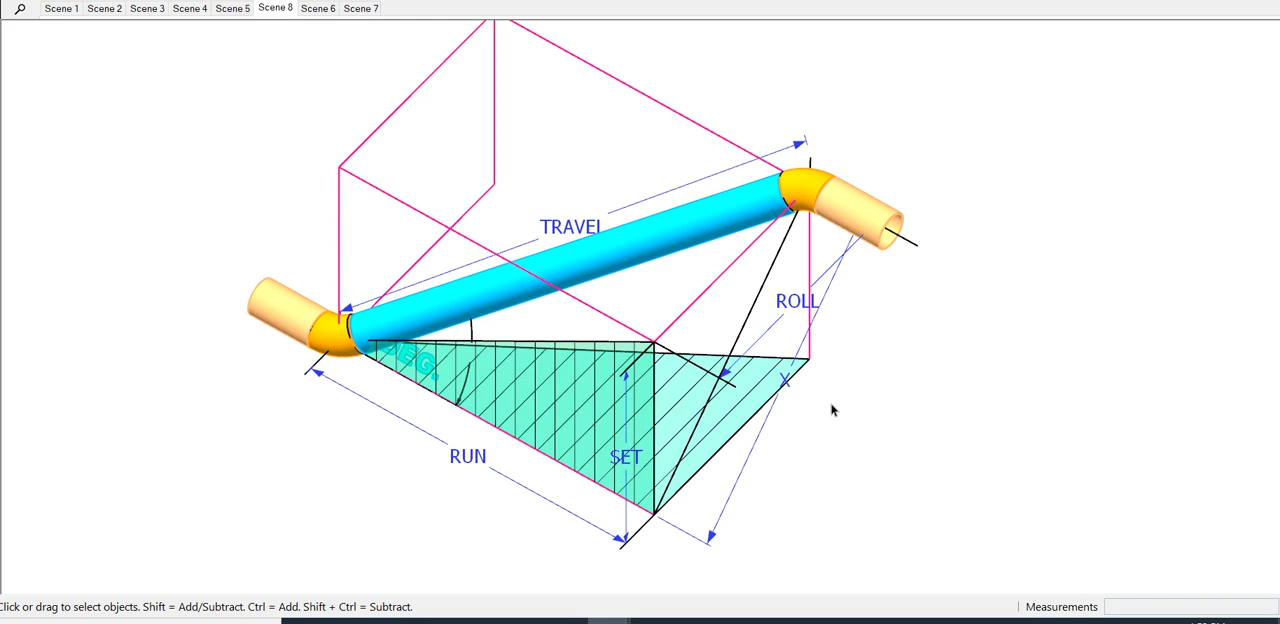 Scene 1 Scene 2 Scene 3 Scene 4 Scene 5 Scene 8 Scene 6 Scene 7
TRAVEL
ROLL
EG.
X
RUN
SET
Click or drag to select objects. Shift = Add/Subtract. Ctrl = Add. Shift + Ctrl = Subtract.
Measurements